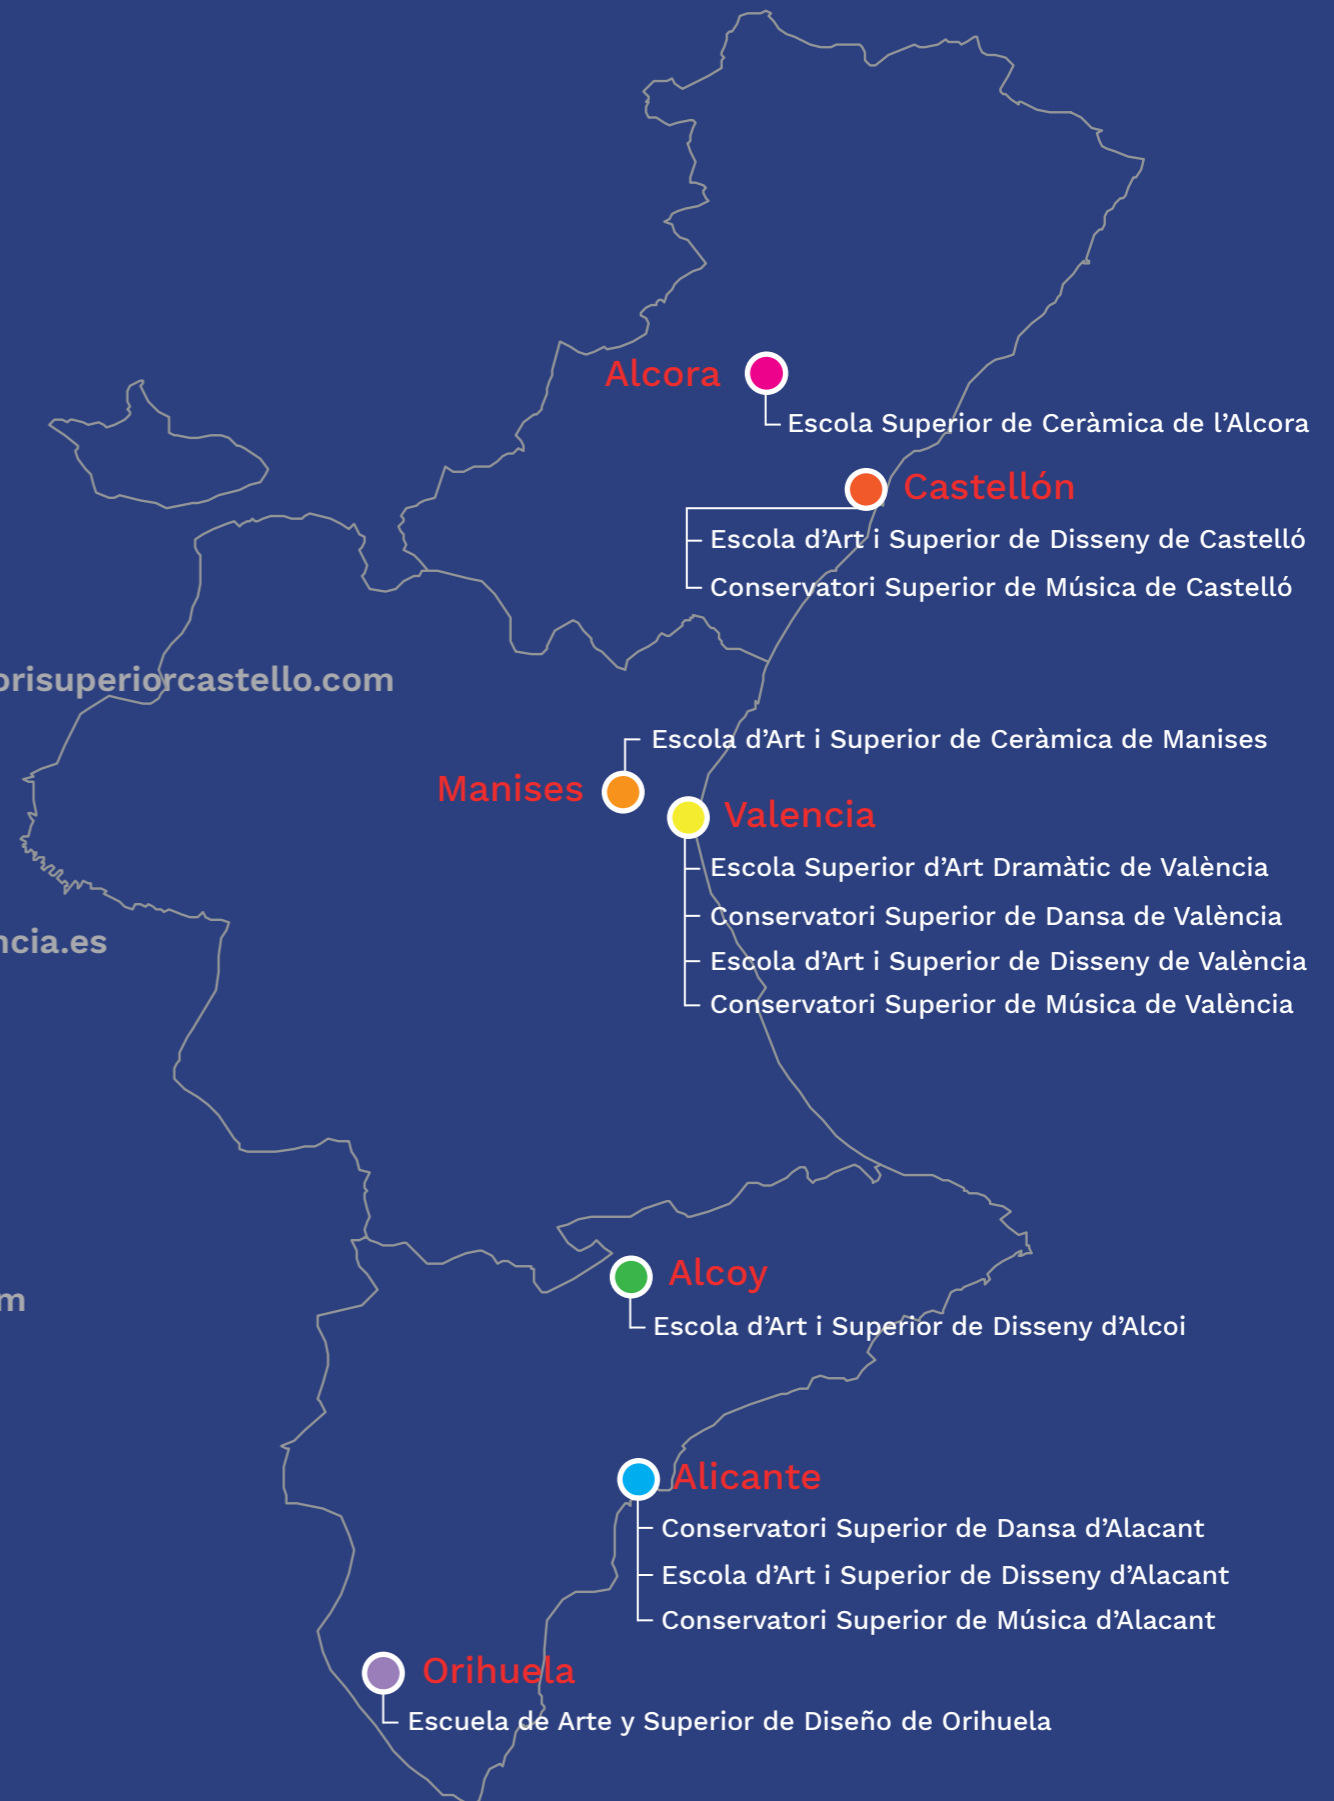 Alcora
Escola Superior de Ceràmica de l’Alcora
Castellón
Escola d’Art i Superior de Disseny de Castelló
Conservatori Superior de Música de Castelló
orisuperiorcastello.com
Escola d’Art i Superior de Ceràmica de Manises
Manises
Valencia
Escola Superior d’Art Dramàtic de València
Conservatori Superior de Dansa de València
ncia.es
Escola d’Art i Superior de Disseny de València
Conservatori Superior de Música de València
Alcoy
m
Escola d’Art i Superior de Disseny d’Alcoi
Alicante
Conservatori Superior de Dansa d’Alacant
Escola d’Art i Superior de Disseny d’Alacant
Conservatori Superior de Música d’Alacant
Orihuela
Escuela de Arte y Superior de Diseño de Orihuela